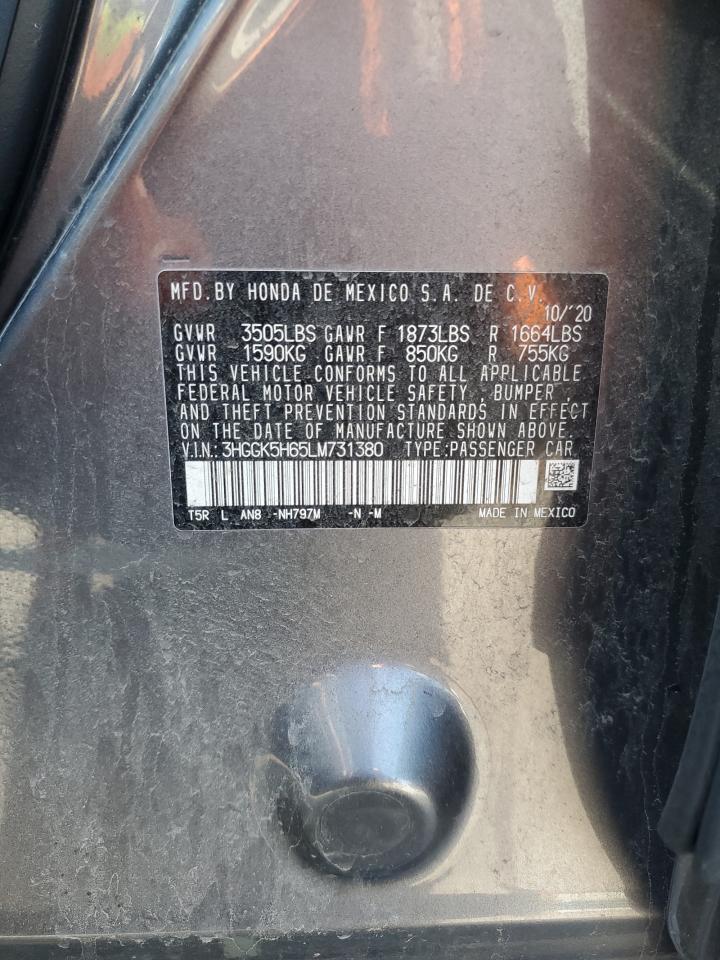 MFD.BY HONDA DE MEXICO S.A. DE C.V.
10/'20
GVWR 3505LBS GAWR F 1873LBS R 1664LBS
GVWR 1590KG GAWR F 850KG R 755KG
THIS VEHICLE CONFORMS TO ALL APPLICABLE
FEDERAL MOTOR VEHICLE SAFETY , BUMPER ,
AND THEFT PREVENTION STANDARDS IN EFFECT
ON THE DATE OF MANUFACTURE SHOWN ABOVE.
V.I.N.:3HGGK5H65LM731380 TYPE:PASSENGER CAR
T5R L AN8 -NH797M -N -M MADE IN MEXICO